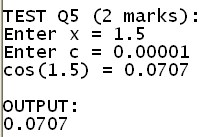 TEST Q5 (2 marks):
Enter x = 1.5
Enter c = 0.00001
cos(1.5) = 0.0707

OUTPUT:
0.0707